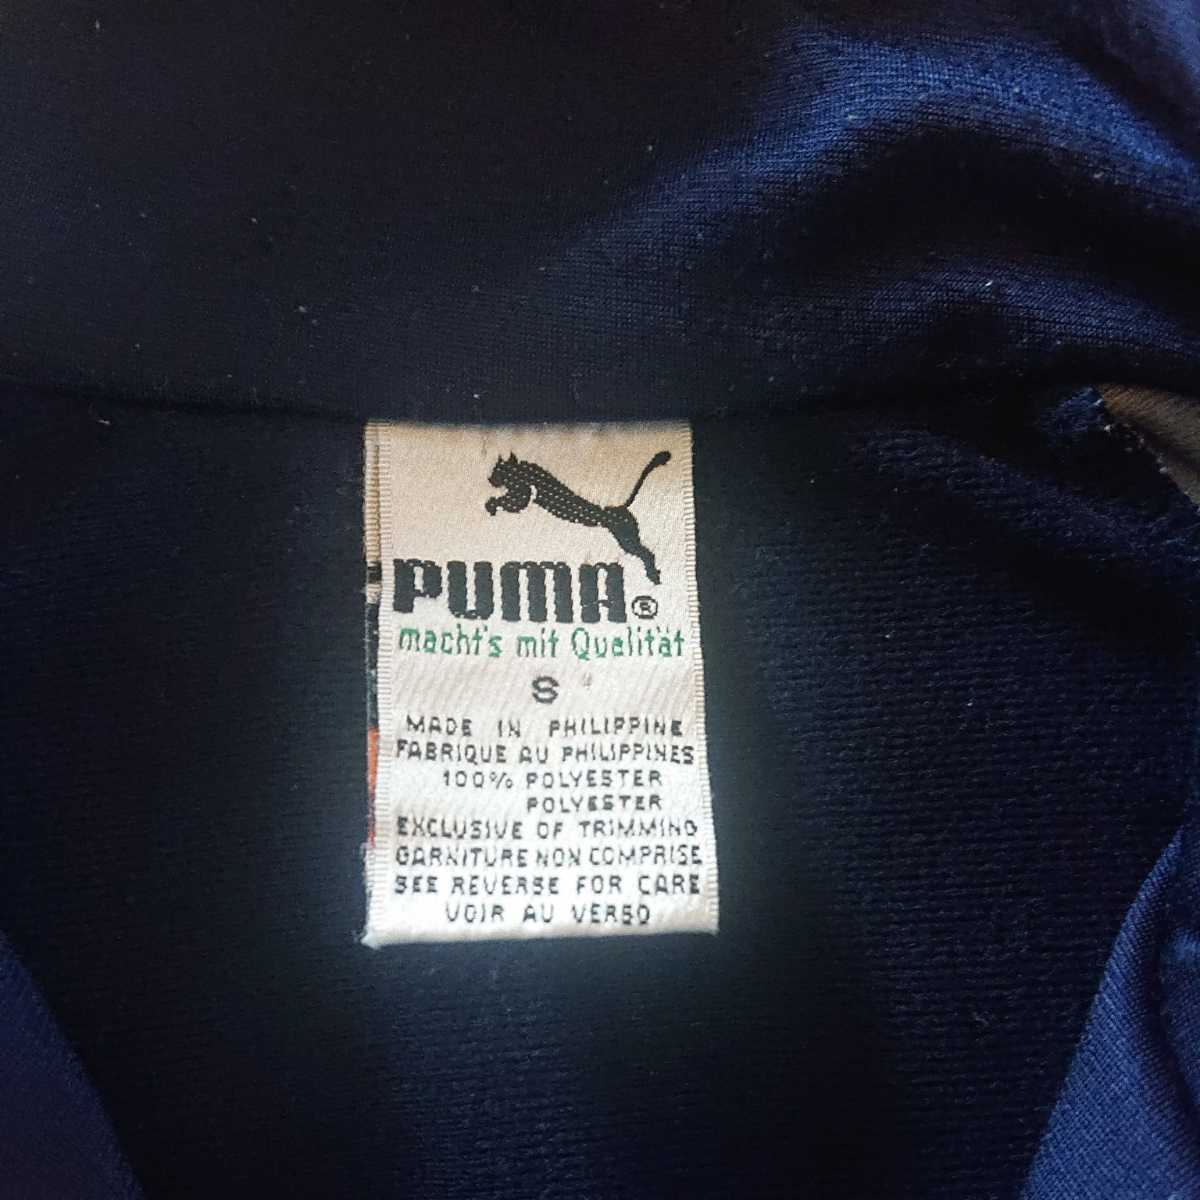 PUMA®
macht's mit Qualität
S
MADE IN PHILIPPINE
FABRIQUE AU PHILIPPINES
100% POLYESTER
POLYESTER
EXCLUSIVE OF TRIMMING
GARNITURE NON COMPRISE
SEE REVERSE FOR CARE
VOIR AU VERSO